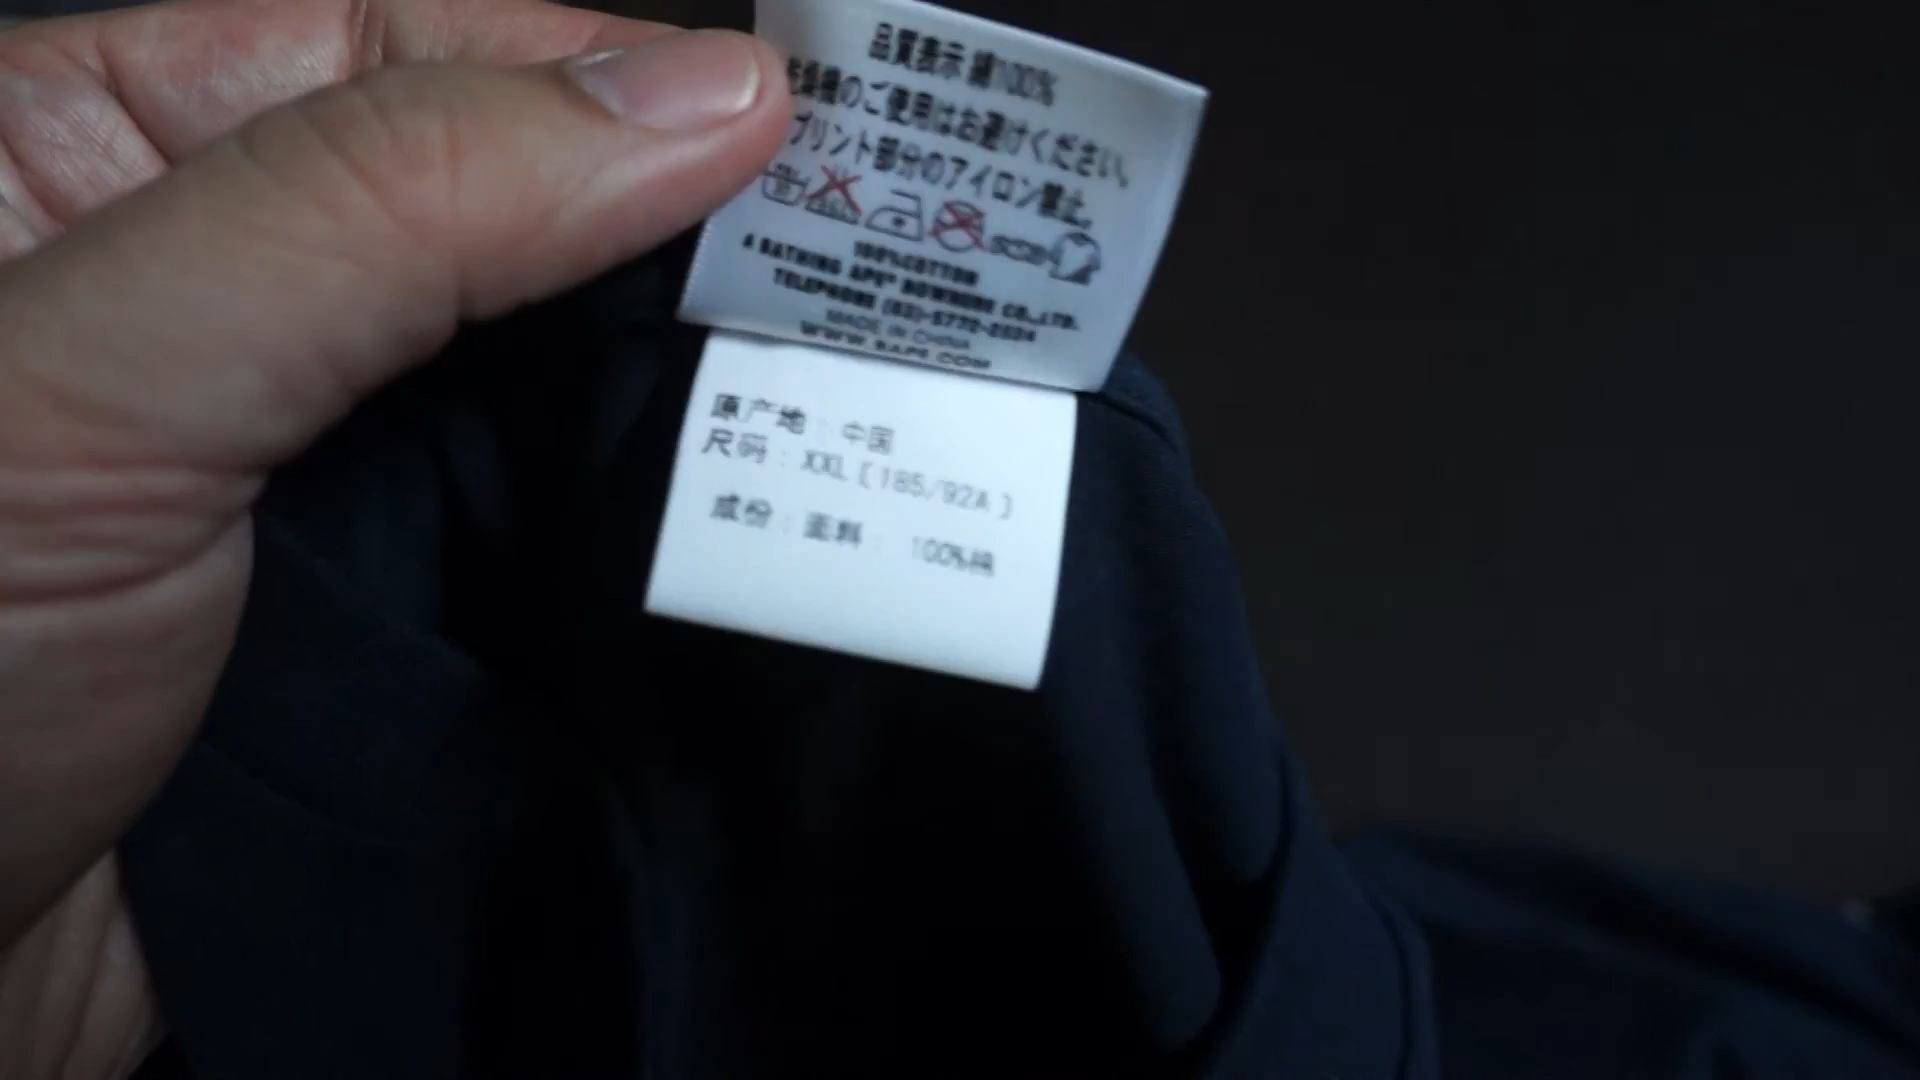 品質表示 綿100%
乾燥機のご使用はお避けください。
プリント部分のアイロン禁止。
100%COTTON
A BATHING APE® NOWHERE CO.,LTD.
TELEPHONE (03)-5772-2524
MADE IN CHINA
WWW.BAPE.COM
原产地：中国
尺码：XXL [185/92A]
成份：面料： 100%棉